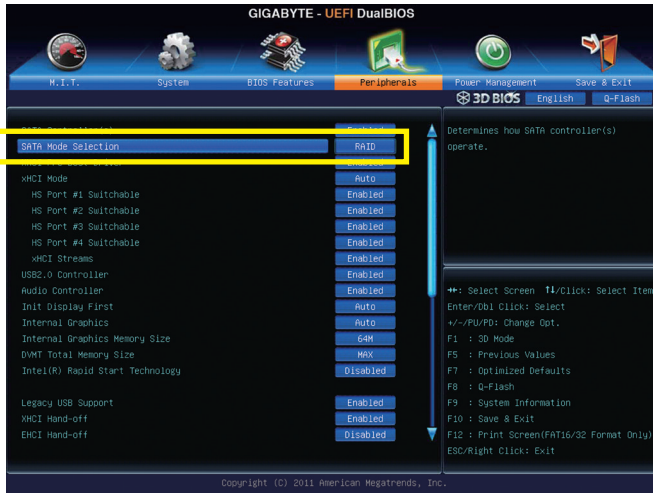 GIGABYTE - UEFI DualBIOS
M.I.T. System BIOS Features Peripherals Power Management Save & Exit
3D BIOS English Q-Flash
Enabled
SATA Mode Selection RAID
xHCI Mode Auto
HS Port #1 Switchable Enabled
HS Port #2 Switchable Enabled
HS Port #3 Switchable Enabled
HS Port #4 Switchable Enabled
xHCI Streams Enabled
USB2.0 Controller Enabled
Audio Controller Enabled
Init Display First Auto
Internal Graphics Auto
Internal Graphics Memory Size 64M
DVMT Total Memory Size MAX
Intel(R) Rapid Start Technology Disabled
Legacy USB Support Enabled
XHCI Hand-off Enabled
EHCI Hand-off Disabled
Determines how SATA controller(s)
operate.
→←: Select Screen ↑↓/Click: Select Item
Enter/Dbl Click: Select
+/-/PU/PD: Change Opt.
F1 : 3D Mode
F5 : Previous Values
F7 : Optimized Defaults
F8 : Q-Flash
F9 : System Information
F10 : Save & Exit
F12 : Print Screen(FAT16/32 Format Only)
ESC/Right Click: Exit
Copyright (C) 2011 American Megatrends, Inc.